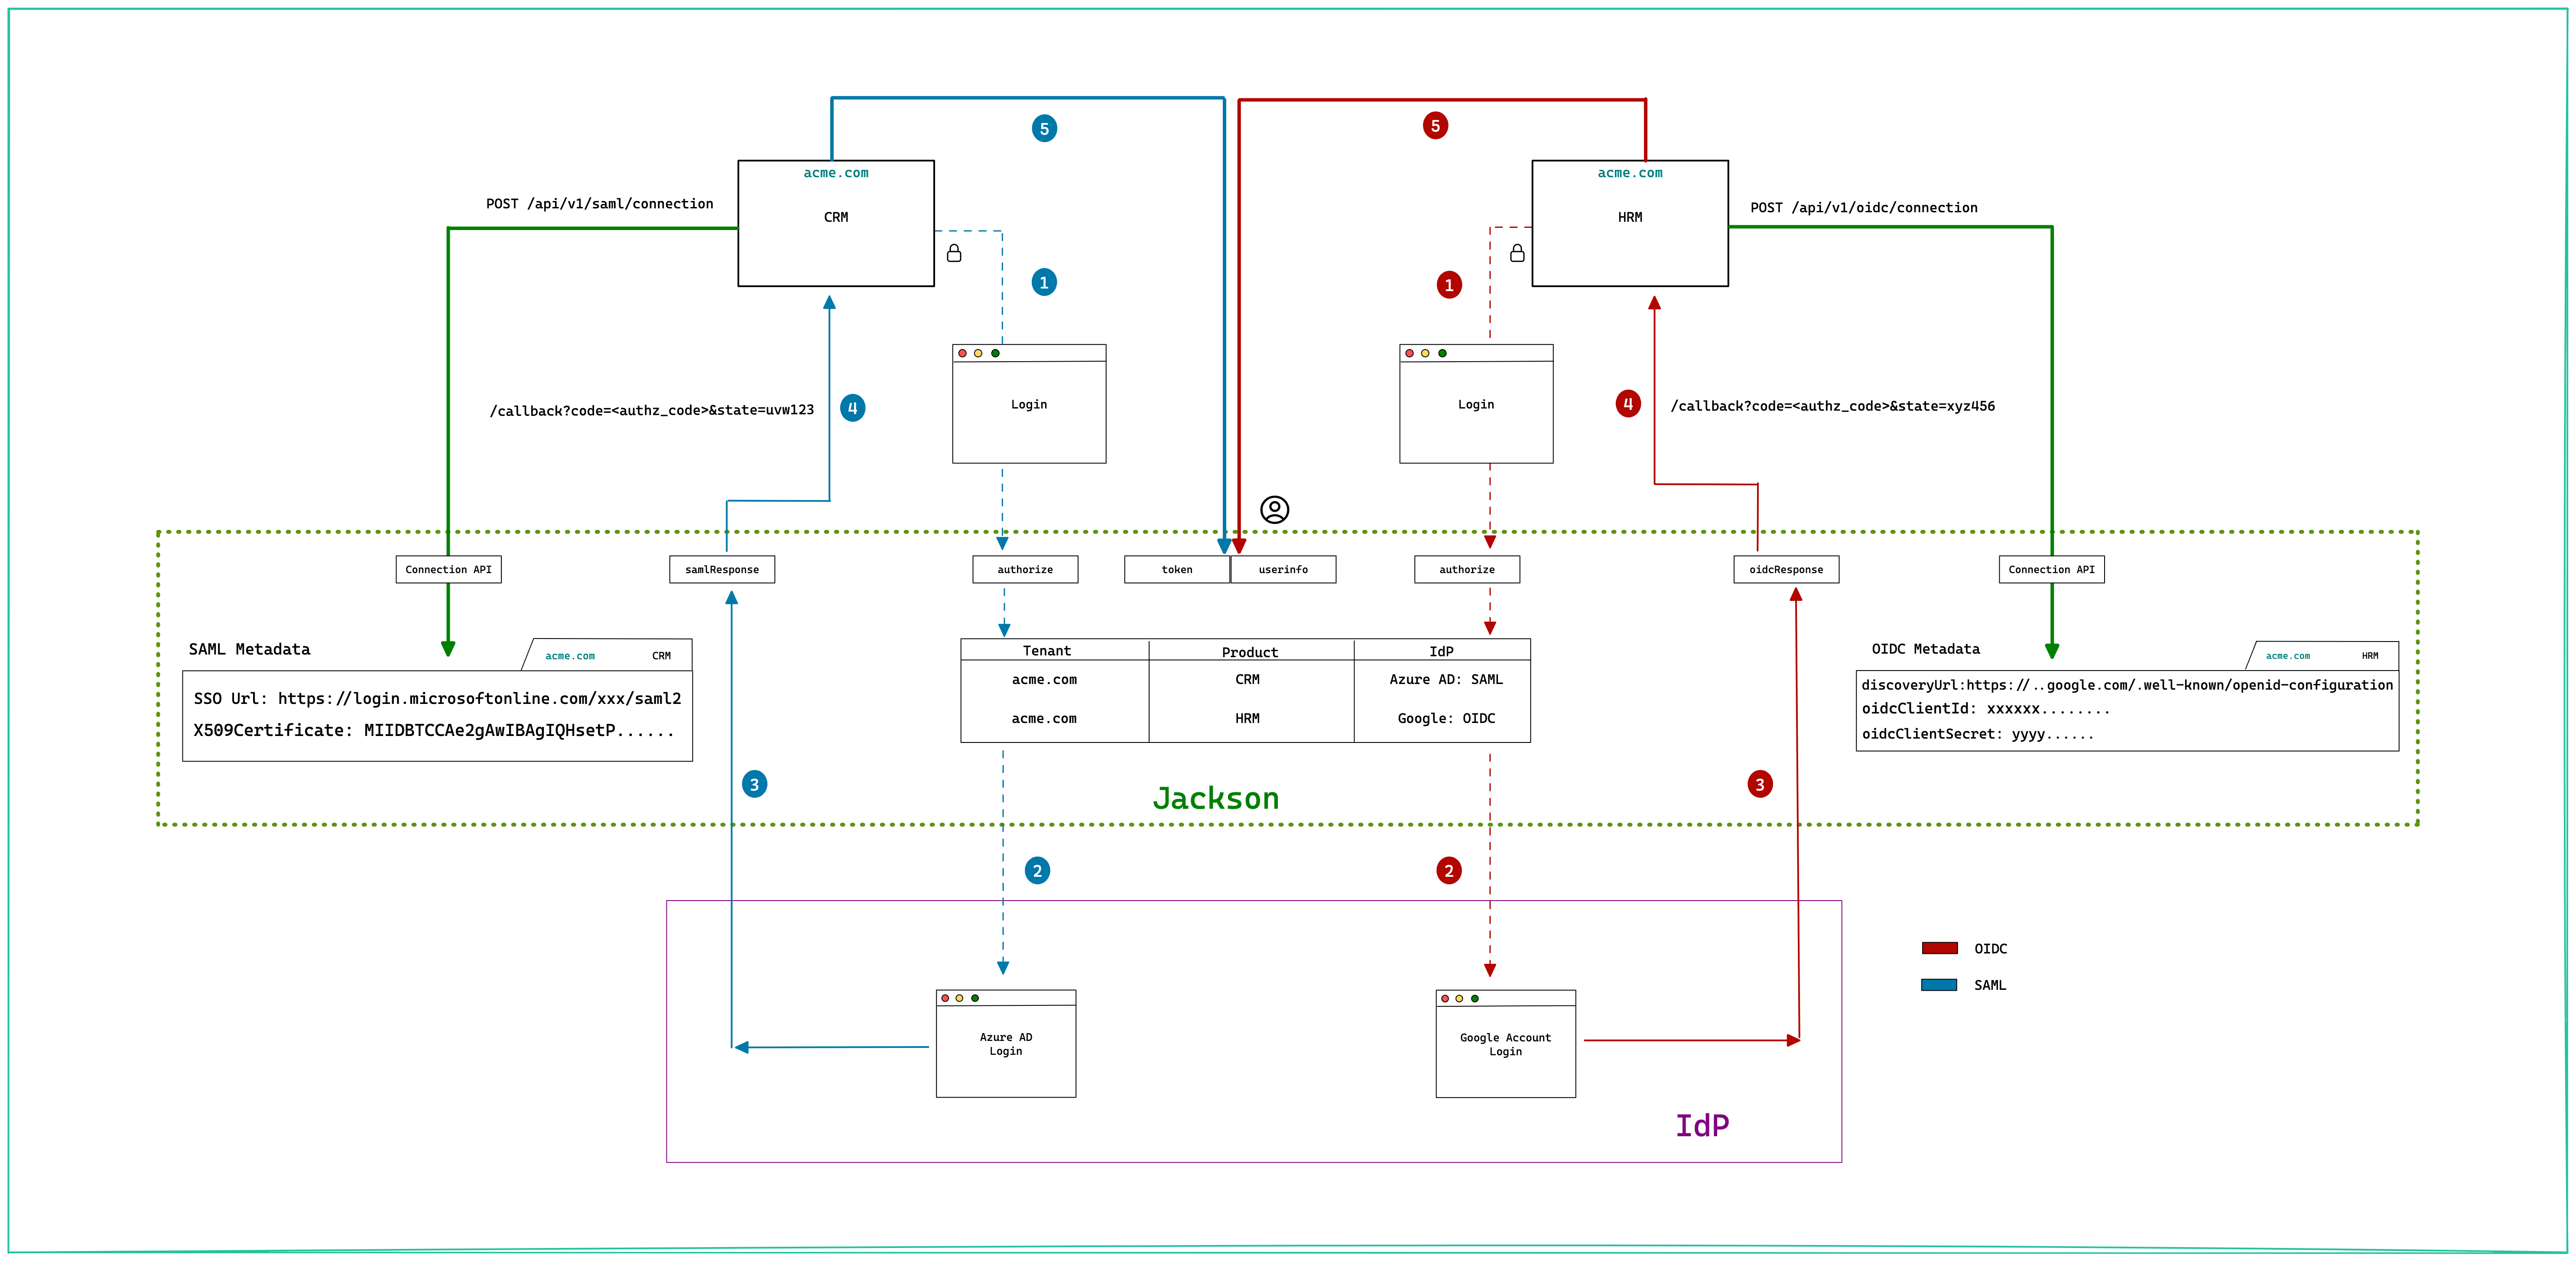 5
5
acme.com
CRM
acme.com
HRM
POST /api/v1/saml/connection
POST /api/v1/oidc/connection
1
1
Login
Login
/callback?code=<authz_code>&state=uvw123
4
4
/callback?code=<authz_code>&state=xyz456
Connection API
samlResponse
authorize
token
userinfo
authorize
oidcResponse
Connection API
SAML Metadata
acme.com CRM
SSO Url: https://login.microsoftonline.com/xxx/saml2
X509Certificate: MIIDBTCCAe2gAwIBAgIQHsetP......
Tenant Product IdP
acme.com CRM Azure AD: SAML
acme.com HRM Google: OIDC
OIDC Metadata
acme.com HRM
discoveryUrl:https://..google.com/.well-known/openid-configuration
oidcClientId: xxxxxx........
oidcClientSecret: yyyy......
3
Jackson
3
2
2
OIDC
SAML
Azure AD
Login
Google Account
Login
IdP